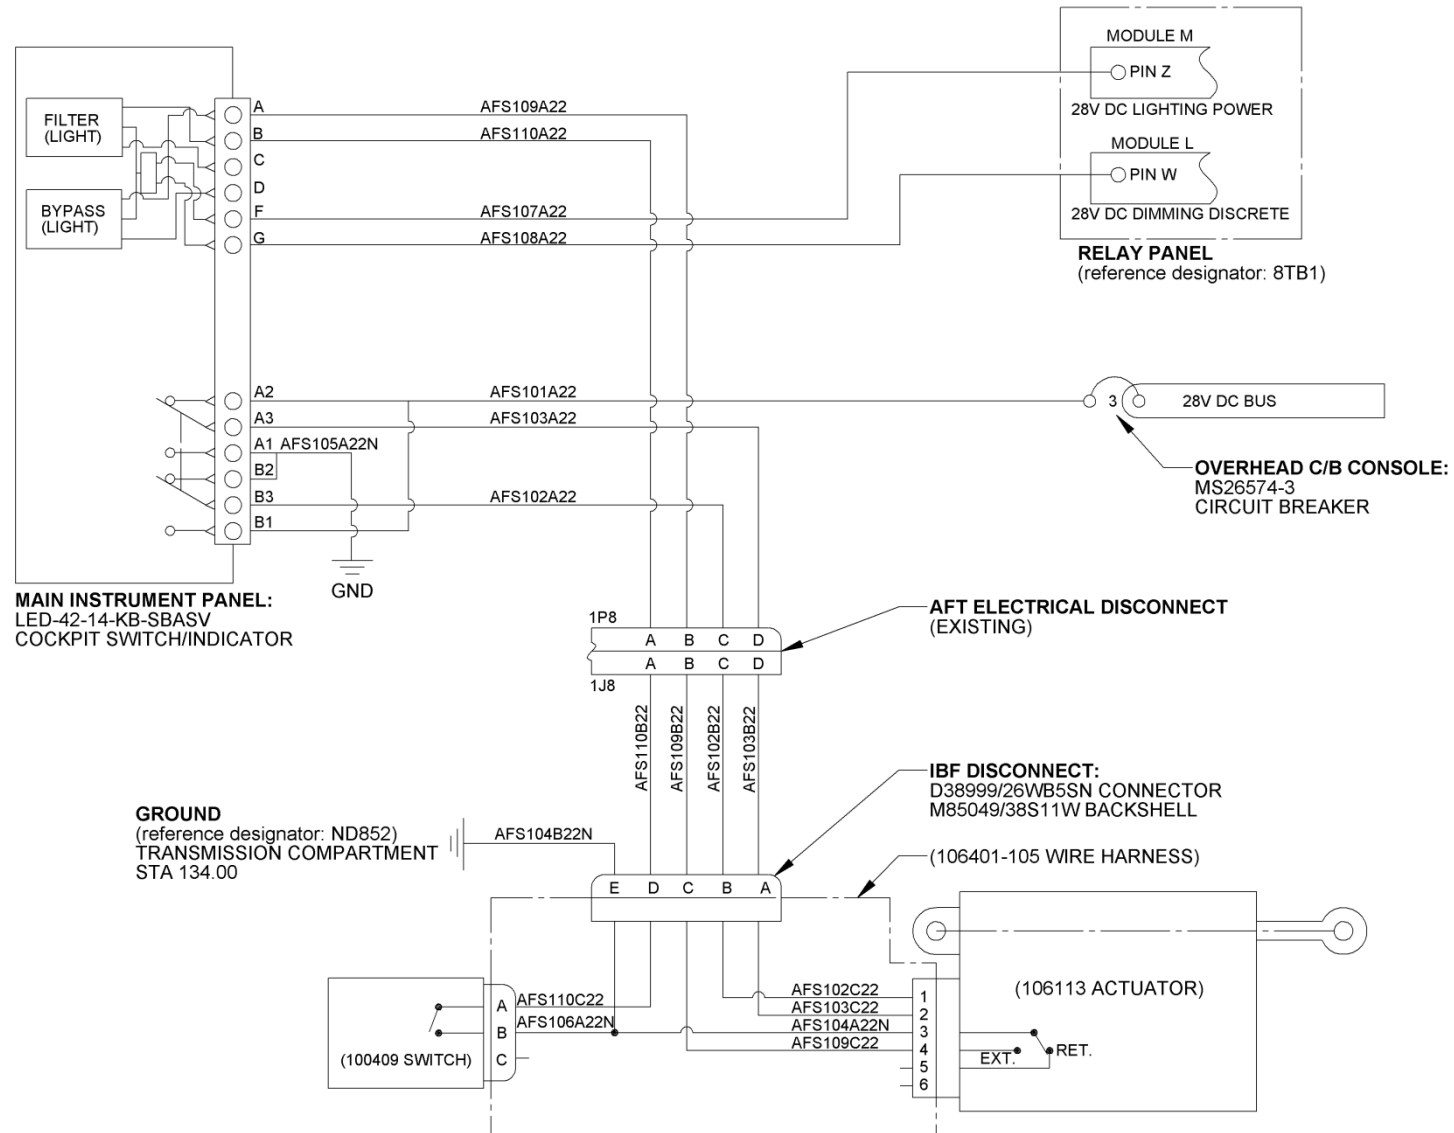 MODULE M
PIN Z
28V DC LIGHTING POWER
MODULE L
PIN W
28V DC DIMMING DISCRETE
RELAY PANEL
(reference designator: 8TB1)
FILTER
(LIGHT)
BYPASS
(LIGHT)
A
AFS109A22
B
AFS110A22
C
D
F
AFS107A22
G
AFS108A22
A2
AFS101A22
A3
AFS103A22
A1
AFS105A22N
B2
B3
AFS102A22
B1
GND
3
28V DC BUS
OVERHEAD C/B CONSOLE:
MS26574-3
CIRCUIT BREAKER
MAIN INSTRUMENT PANEL:
LED-42-14-KB-SBASV
COCKPIT SWITCH/INDICATOR
1P8
A B C D
A B C D
1J8
AFT ELECTRICAL DISCONNECT
(EXISTING)
AFS110B22
AFS109B22
AFS102B22
AFS103B22
IBF DISCONNECT:
D38999/26WB5SN CONNECTOR
M85049/38S11W BACKSHELL
GROUND
(reference designator: ND852)
TRANSMISSION COMPARTMENT
STA 134.00
AFS104B22N
(106401-105 WIRE HARNESS)
E D C B A
A
AFS110C22
B
AFS106A22N
C
(100409 SWITCH)
AFS102C22
AFS103C22
AFS104A22N
AFS109C22
1
2
3
4
5
6
(106113 ACTUATOR)
EXT.
RET.